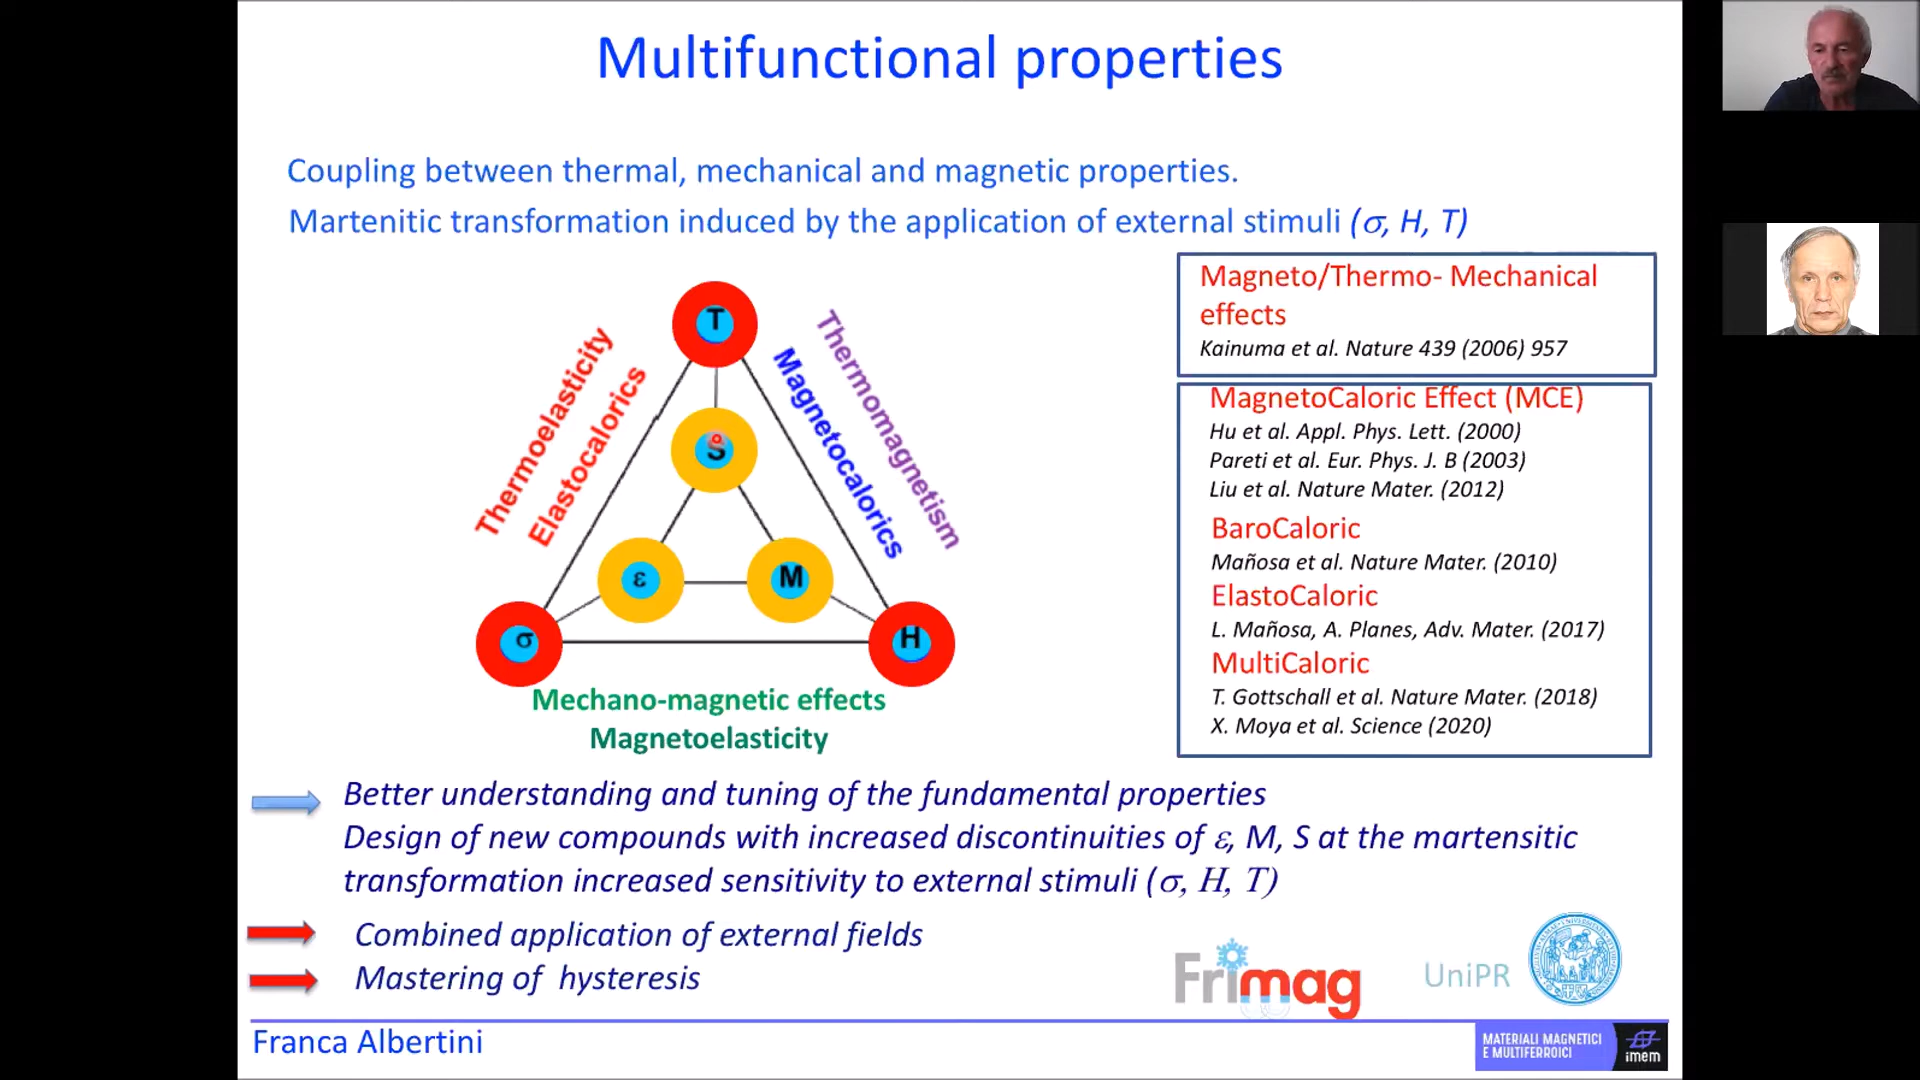 Multifunctional properties
Coupling between thermal, mechanical and magnetic properties.
Martenitic transformation induced by the application of external stimuli (σ, H, T)
Magneto/Thermo- Mechanical
effects
Kainuma et al. Nature 439 (2006) 957
MagnetoCaloric Effect (MCE)
Hu et al. Appl. Phys. Lett. (2000)
Pareti et al. Eur. Phys. J. B (2003)
Liu et al. Nature Mater. (2012)
BaroCaloric
Mañosa et al. Nature Mater. (2010)
ElastoCaloric
L. Mañosa, A. Planes, Adv. Mater. (2017)
MultiCaloric
T. Gottschall et al. Nature Mater. (2018)
X. Moya et al. Science (2020)
Thermoelasticity
Elastocalorics
Thermomagnetism
Magnetocalorics
T
S
ε
M
σ
H
Mechano-magnetic effects
Magnetoelasticity
Better understanding and tuning of the fundamental properties
Design of new compounds with increased discontinuities of ε, M, S at the martensitic
transformation increased sensitivity to external stimuli (σ, H, T)
Combined application of external fields
Mastering of hysteresis
Frimag
UniPR
Franca Albertini
MATERIALI MAGNETICI
E MULTIFERROICI
imem